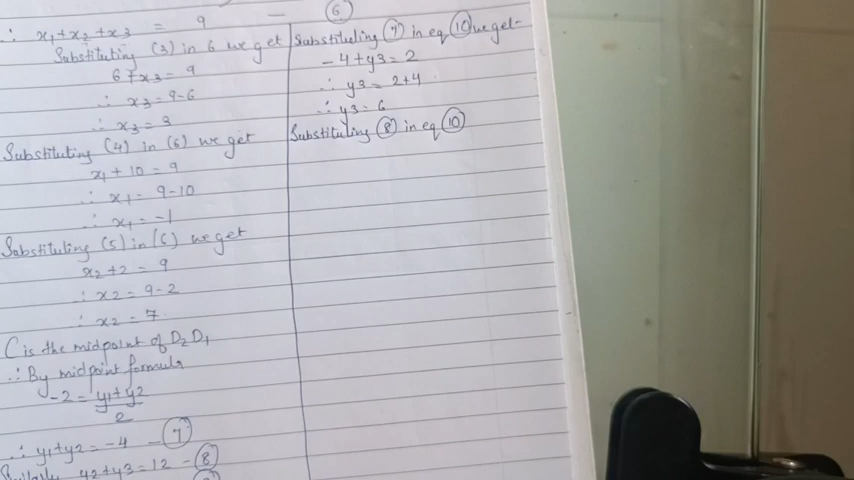 ∴ x1+x2+x3 = 9 — (6)
Substituting (3) in 6 we get
6+x3=9
∴ x3=9-6
∴ x3=3
Substituting (4) in (6) we get
x1+10=9
∴ x1=9-10
∴ x1=-1
Substituting (5) in (6) we get
x2+2=9
∴ x2=9-2
∴ x2=7
C is the midpoint of D2D1
∴ By midpoint formula
-2=y1+y2
2
∴ y1+y2=-4 -(7)
Similarly y2+y3=12 -(8)
Substituting (7) in eq (10) we get-
-4+y3=2
∴ y3=2+4
∴ y3=6
Substituting (8) in eq (10)